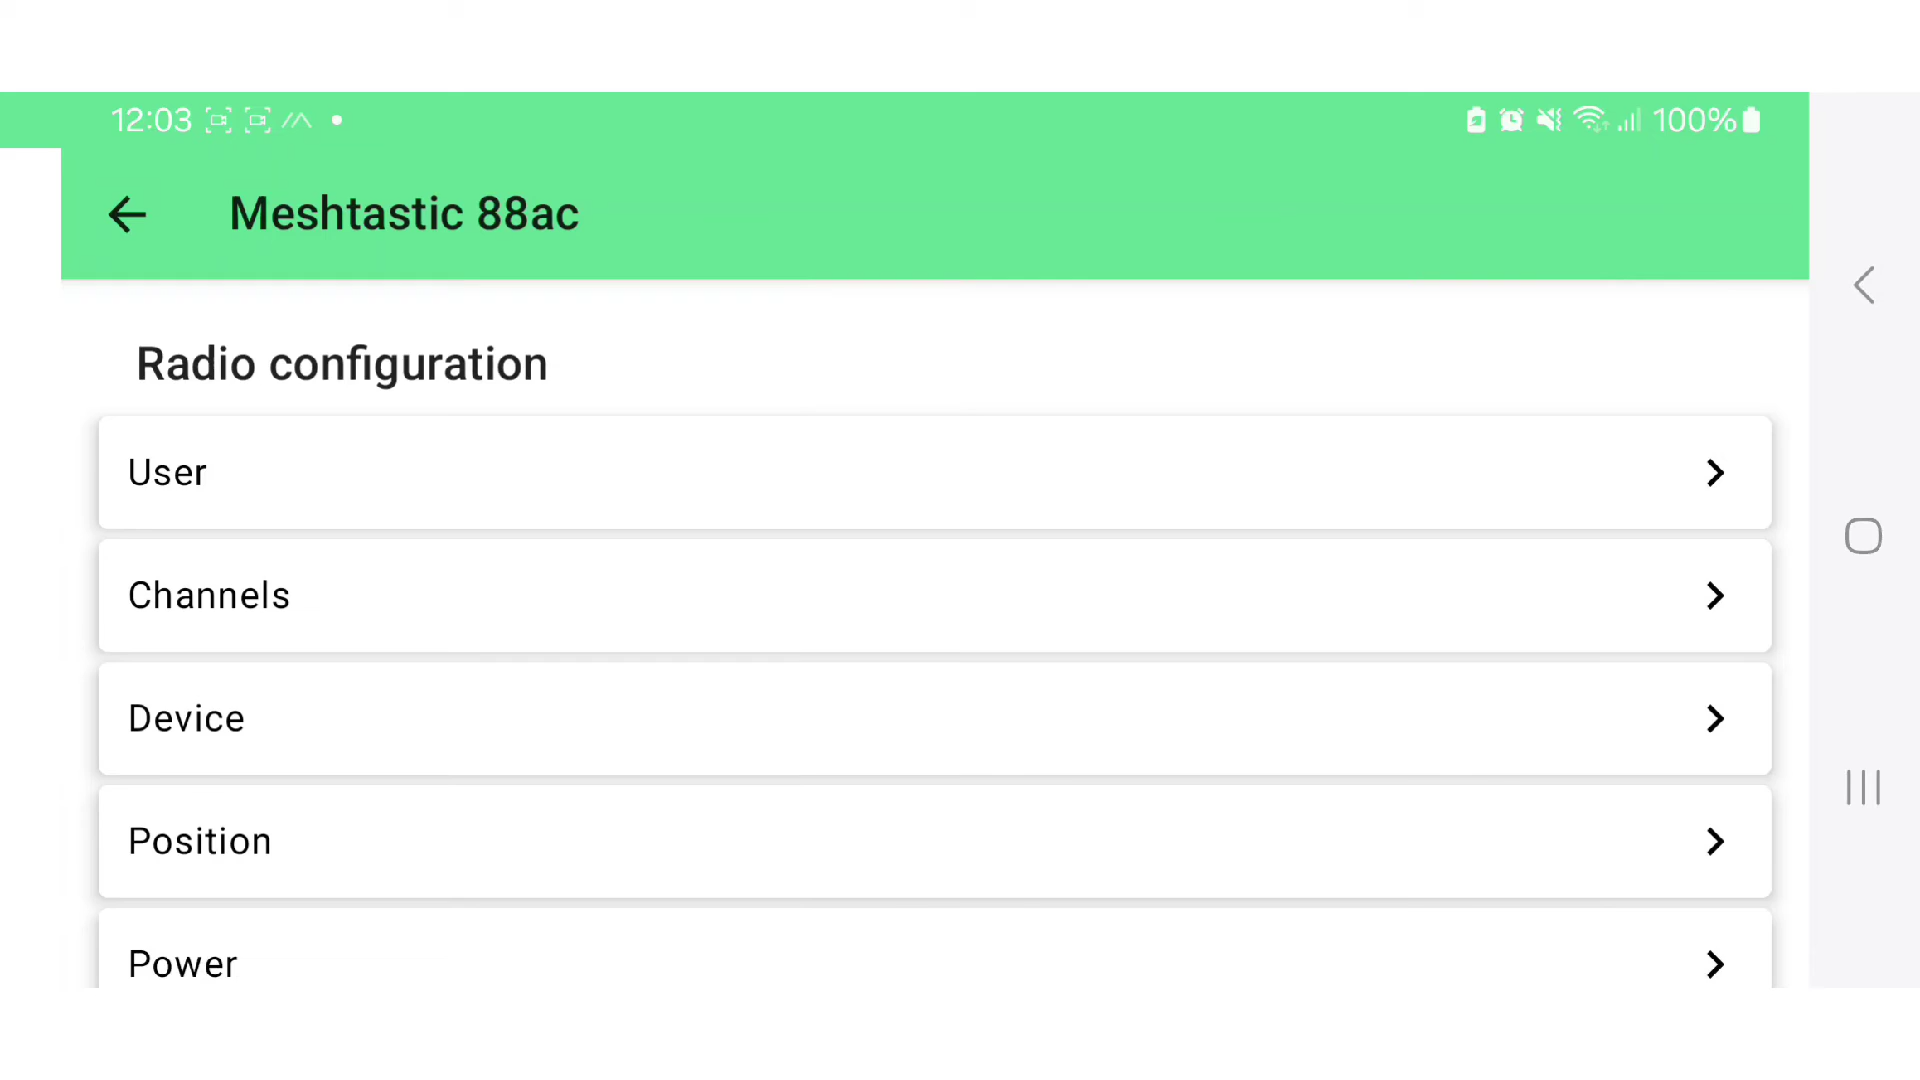 12:03
100%
Meshtastic 88ac
Radio configuration
User
Channels
Device
Position
Power